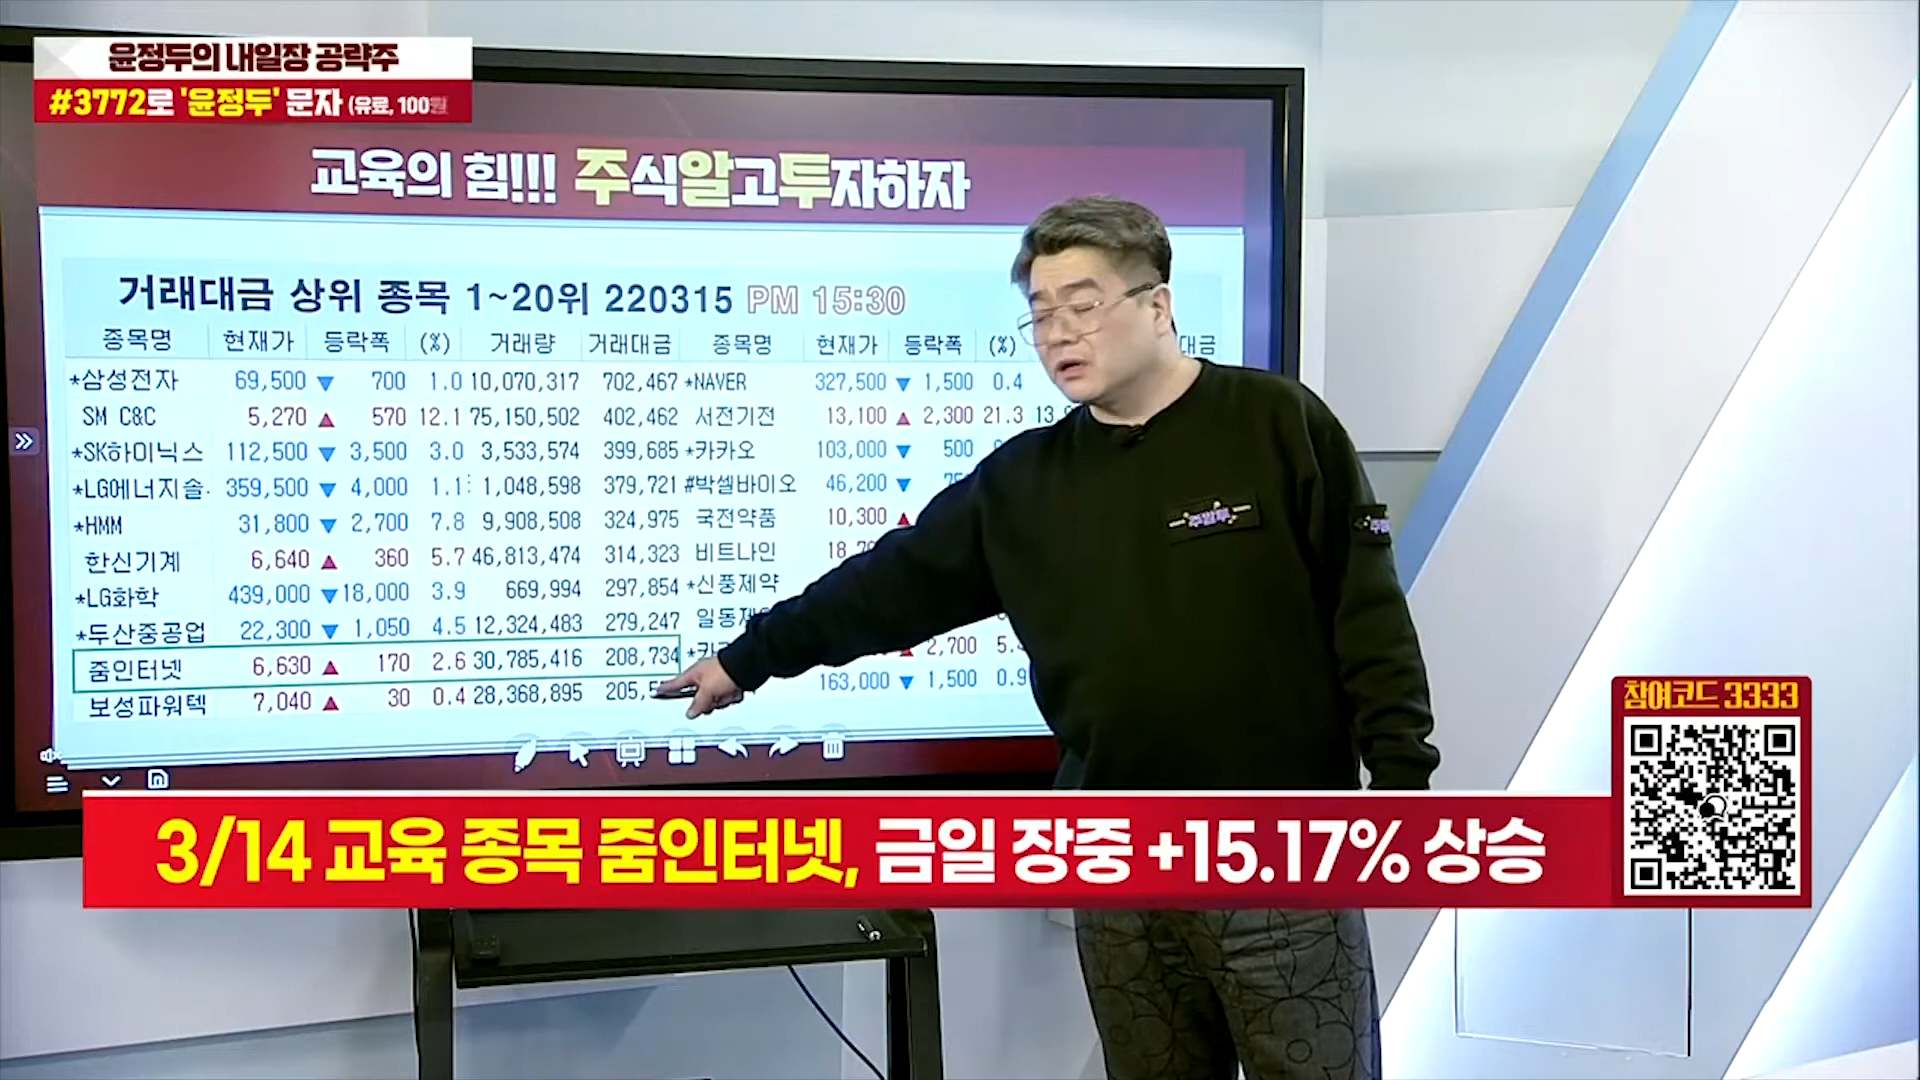 윤정두의 내일장 공략주
#3772로 '윤정두' 문자 (유료, 100원
교육의 힘!!! 주식알고두자하자
거래대금 상위 종목 1~20위 220315 PM 15:30
종목명 현재가 등락폭 (%) 거래량 거래대금 종목명 현재가 등락폭 (%) 대금
*삼성전자 69,500 ▼ 700 1.0 10,070,317 702,467 *NAVER 327,500 ▼ 1,500 0.4
SM C&C 5,270 ▲ 570 12.1 75,150,502 402,462 서전기전 13,100 ▲ 2,300 21.3
*SK하이닉스 112,500 ▼ 3,500 3.0 3,533,574 399,685 *카카오 103,000 ▼ 500
*LG에너지솔 359,500 ▼ 4,000 1.1 1,048,598 379,721 #박셀바이오 46,200 ▼
*HMM 31,800 ▼ 2,700 7.8 9,908,508 324,975 국전약품 10,300 ▲
한신기계 6,640 ▲ 360 5.7 46,813,474 314,323 비트나인
*LG화학 439,000 ▼ 18,000 3.9 669,994 297,854 *신풍제약
*두산중공업 22,300 ▼ 1,050 4.5 12,324,483 279,247
줌인터넷 6,630 ▲ 170 2.6 30,785,416 208,734 ▲ 2,700
보성파워텍 7,040 ▲ 30 0.4 28,368,895 163,000 ▼ 1,500 0.9
주알투
3/14 교육 종목 줌인터넷, 금일 장중 +15.17% 상승
참여코드 3333